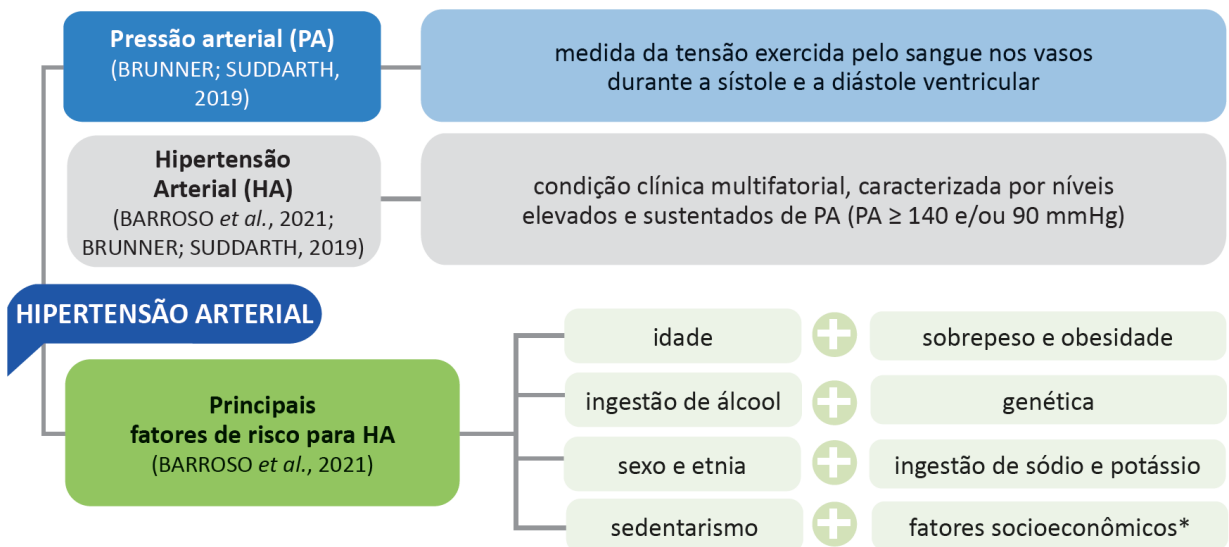 Pressão arterial (PA)
(BRUNNER; SUDDARTH,
2019)
medida da tensão exercida pelo sangue nos vasos
durante a sístole e a diástole ventricular
Hipertensão
Arterial (HA)
(BARROSO et al., 2021;
BRUNNER; SUDDARTH, 2019)
condição clínica multifatorial, caracterizada por níveis
elevados e sustentados de PA (PA ≥ 140 e/ou 90 mmHg)
HIPERTENSÃO ARTERIAL
Principais
fatores de risco para HA
(BARROSO et al., 2021)
idade
sobrepeso e obesidade
ingestão de álcool
genética
sexo e etnia
ingestão de sódio e potássio
sedentarismo
fatores socioeconômicos*